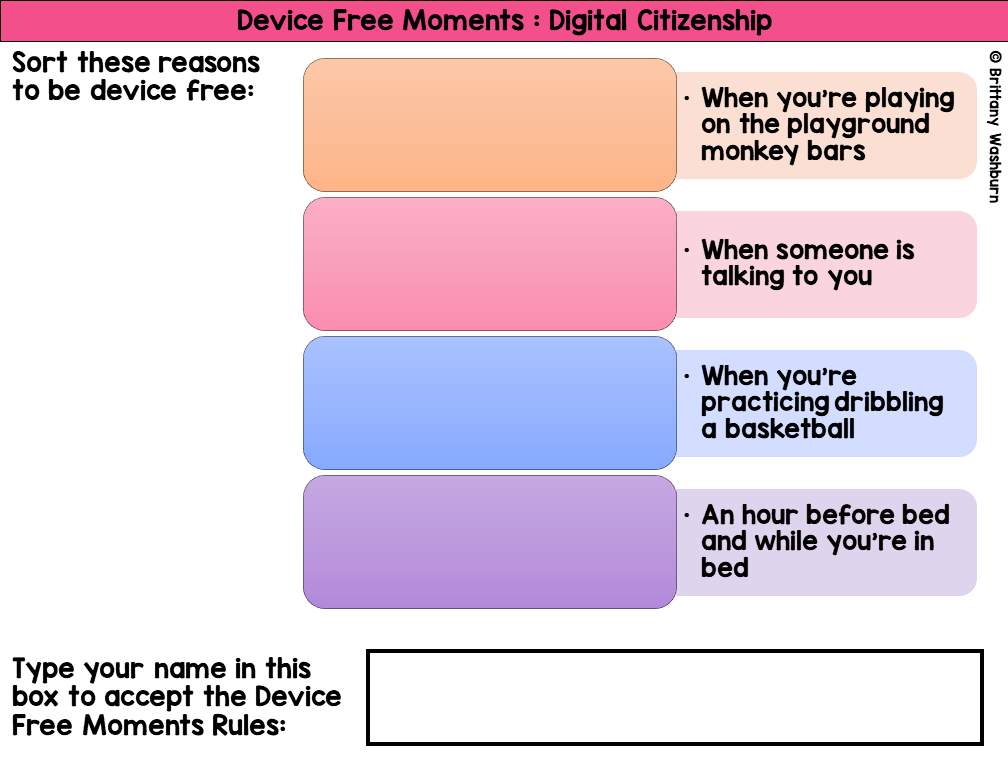 Device Free Moments : Digital Citizenship
Sort these reasons
to be device free:
© Brittany Washburn
• When you're playing
on the playground
monkey bars
• When someone is
talking to you
• When you're
practicing dribbling
a basketball
• An hour before bed
and while you're in
bed
Type your name in this
box to accept the Device
Free Moments Rules: